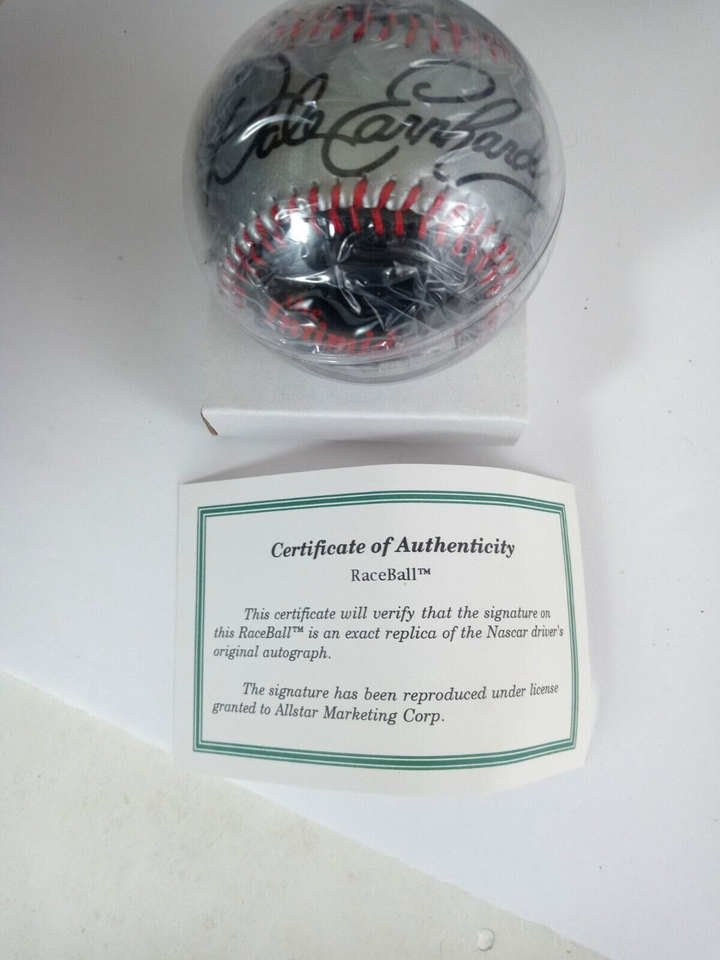 Dale Earnhardt
Certificate of Authenticity
RaceBall™
This certificate will verify that the signature on
this RaceBall™ is an exact replica of the Nascar driver's
original autograph.
The signature has been reproduced under license
granted to Allstar Marketing Corp.